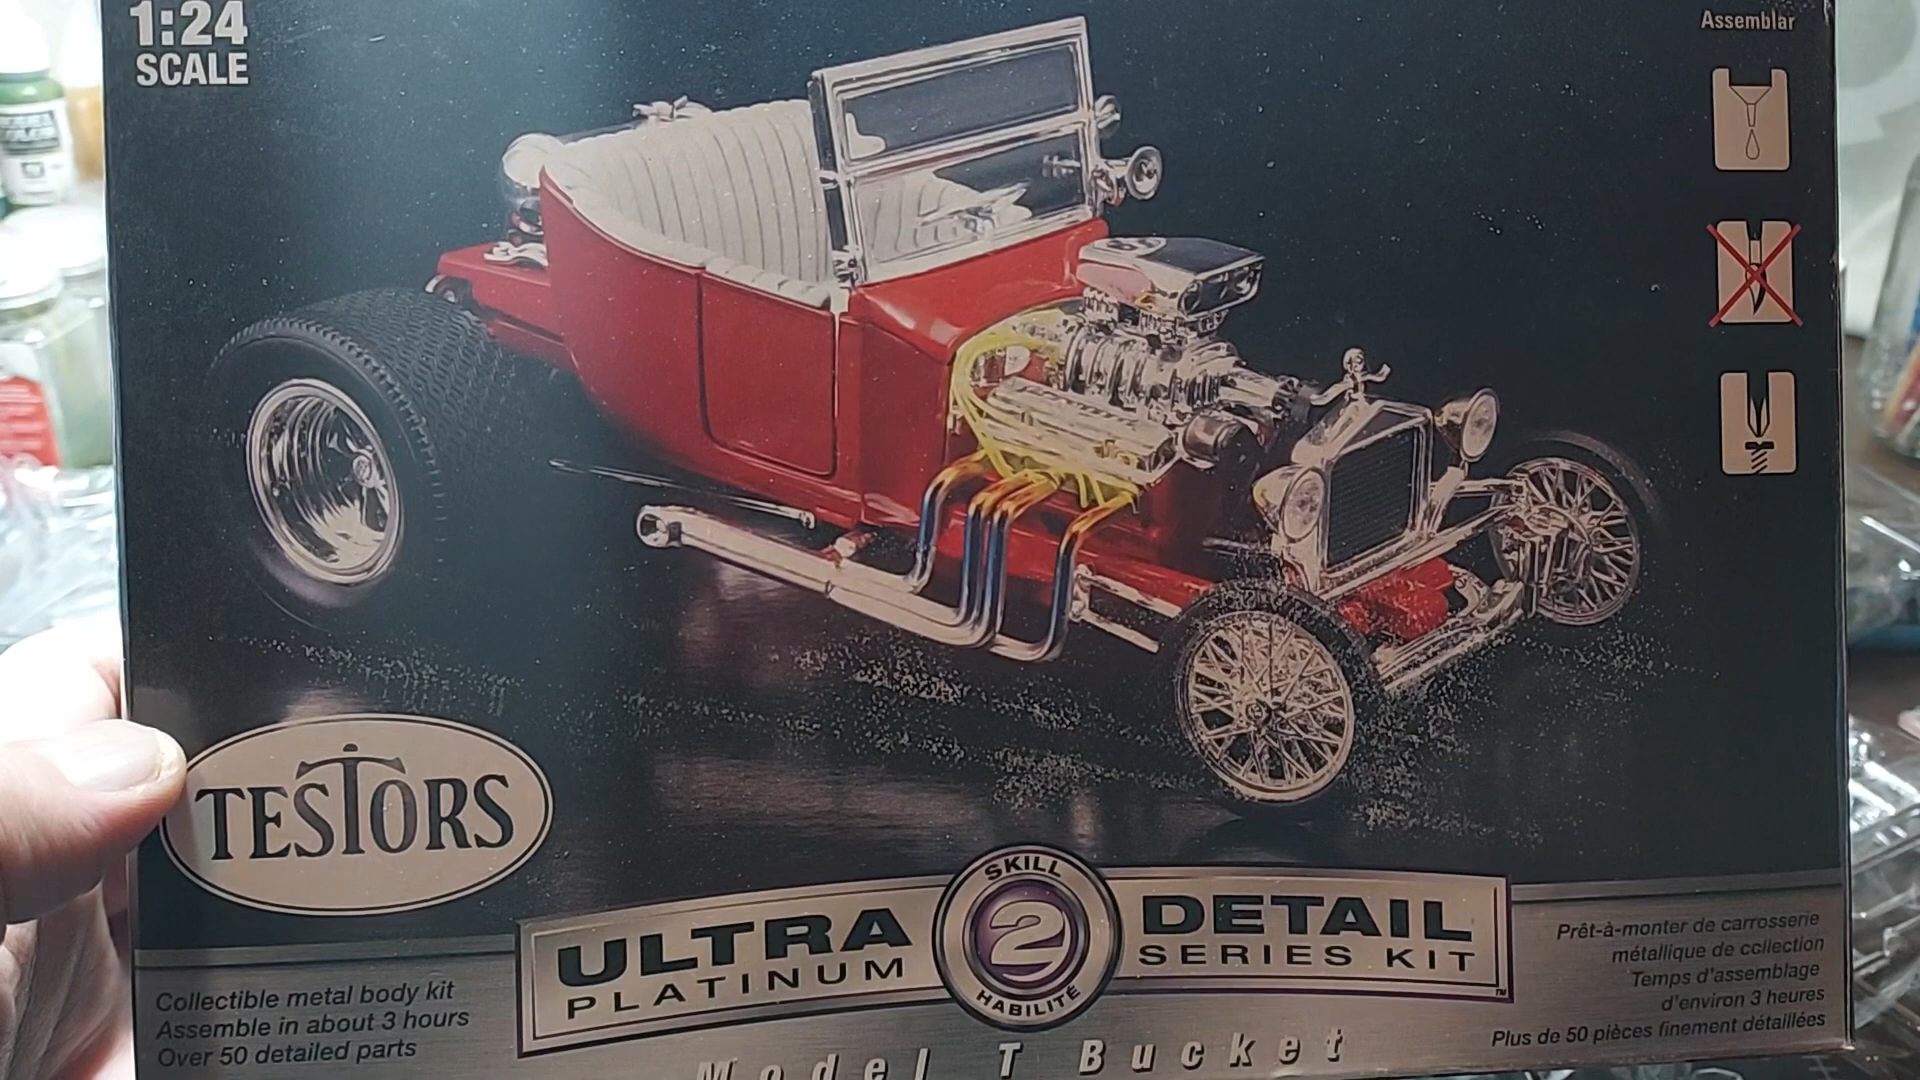 1:24
SCALE
Assemblar
TESTORS
SKILL
2
HABILITÉ
ULTRA
PLATINUM
DETAIL
SERIES KIT
TM
Collectible metal body kit
Assemble in about 3 hours
Over 50 detailed parts
Prêt-à-monter de carrosserie
métallique de collection
Temps d'assemblage
d'environ 3 heures
Plus de 50 pièces finement détaillées
Model T Bucket